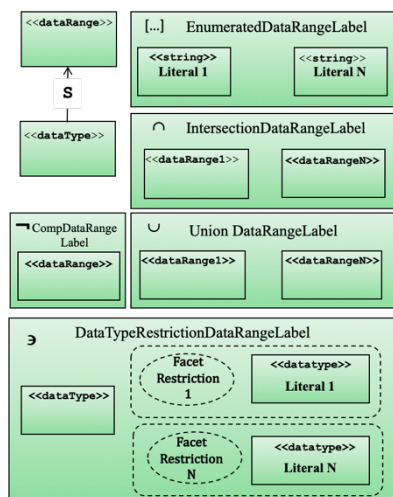 <<dataRange>>
S
<<dataType>>
[...] EnumeratedDataRangeLabel
<<string>> <<string>>
Literal 1 Literal N
∩ IntersectionDataRangeLabel
<<dataRange1>> <<dataRangeN>>
¬ CompDataRange
Label
<<dataRange>>
∪ Union DataRangeLabel
<<dataRange1>> <<dataRangeN>>
∍ DataTypeRestrictionDataRangeLabel
<<dataType>>
Facet
Restriction
1
<<datatype>>
Literal 1
Facet
Restriction
N
<<datatype>>
Literal N